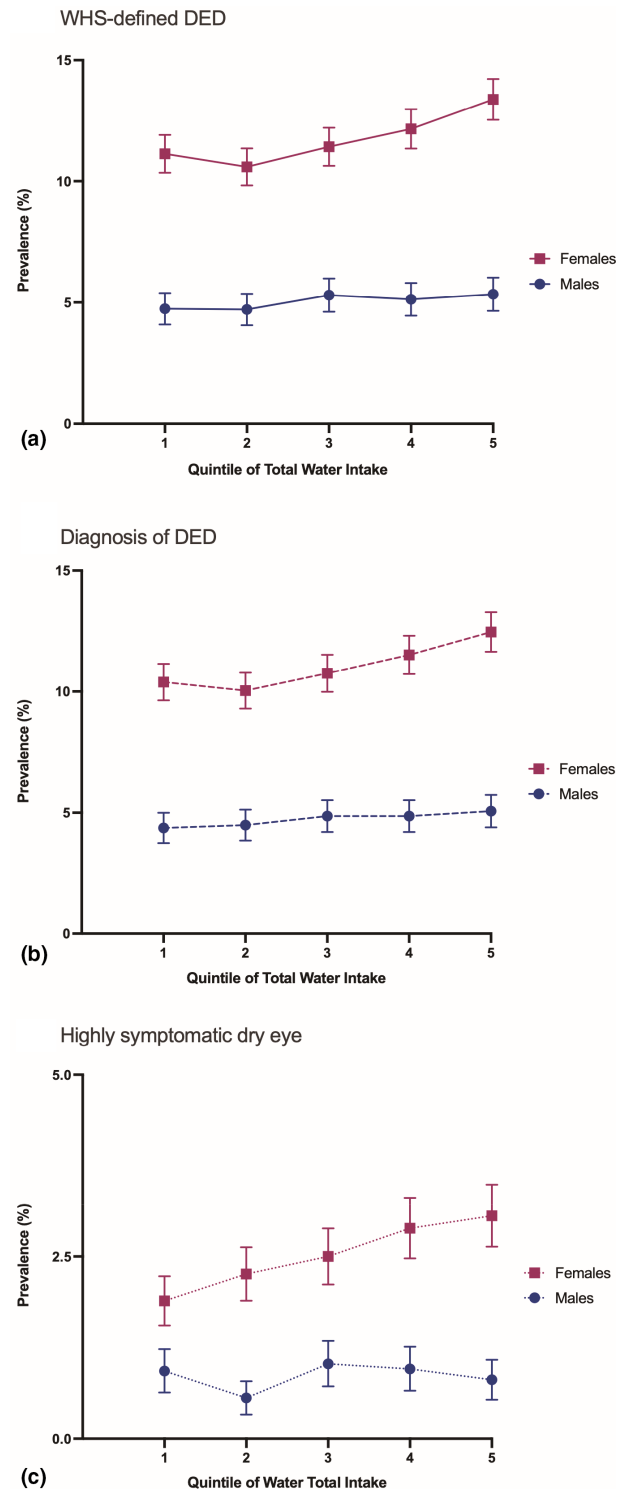 WHS-defined DED
15
10
5
0
Prevalence (%)
1 2 3 4 5
Quintile of Total Water Intake
Females
Males
(a)
Diagnosis of DED
15
10
5
0
Prevalence (%)
1 2 3 4 5
Quintile of Total Water Intake
Females
Males
(b)
Highly symptomatic dry eye
5.0
2.5
0.0
Prevalence (%)
1 2 3 4 5
Quintile of Water Total Intake
Females
Males
(c)